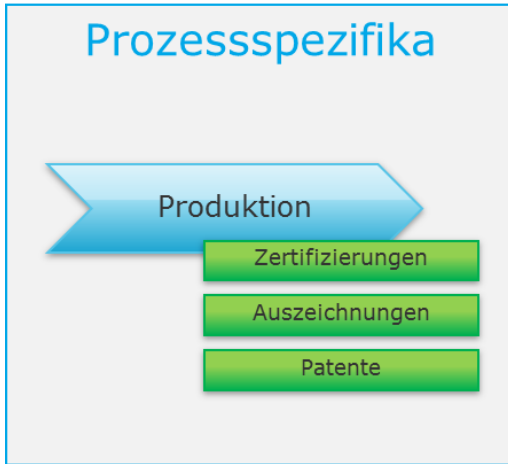 Prozessspezifika
Produktion
Zertifizierungen
Auszeichnungen
Patente